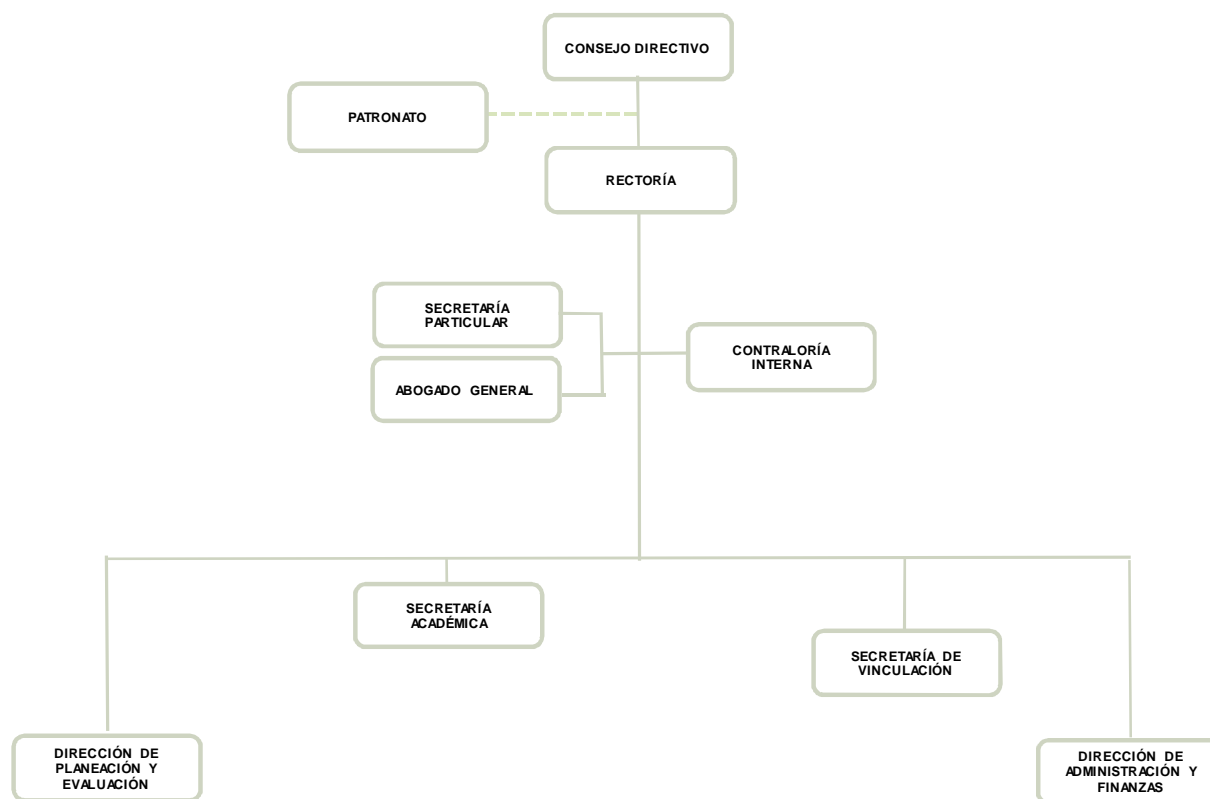 CONSEJO DIRECTIVO
PATRONATO
RECTORÍA
SECRETARÍA
PARTICULAR
CONTRALORÍA
INTERNA
ABOGADO GENERAL
SECRETARÍA
ACADÉMICA
SECRETARÍA DE
VINCULACIÓN
DIRECCIÓN DE
PLANEACIÓN Y
EVALUACIÓN
DIRECCIÓN DE
ADMINISTRACIÓN Y
FINANZAS